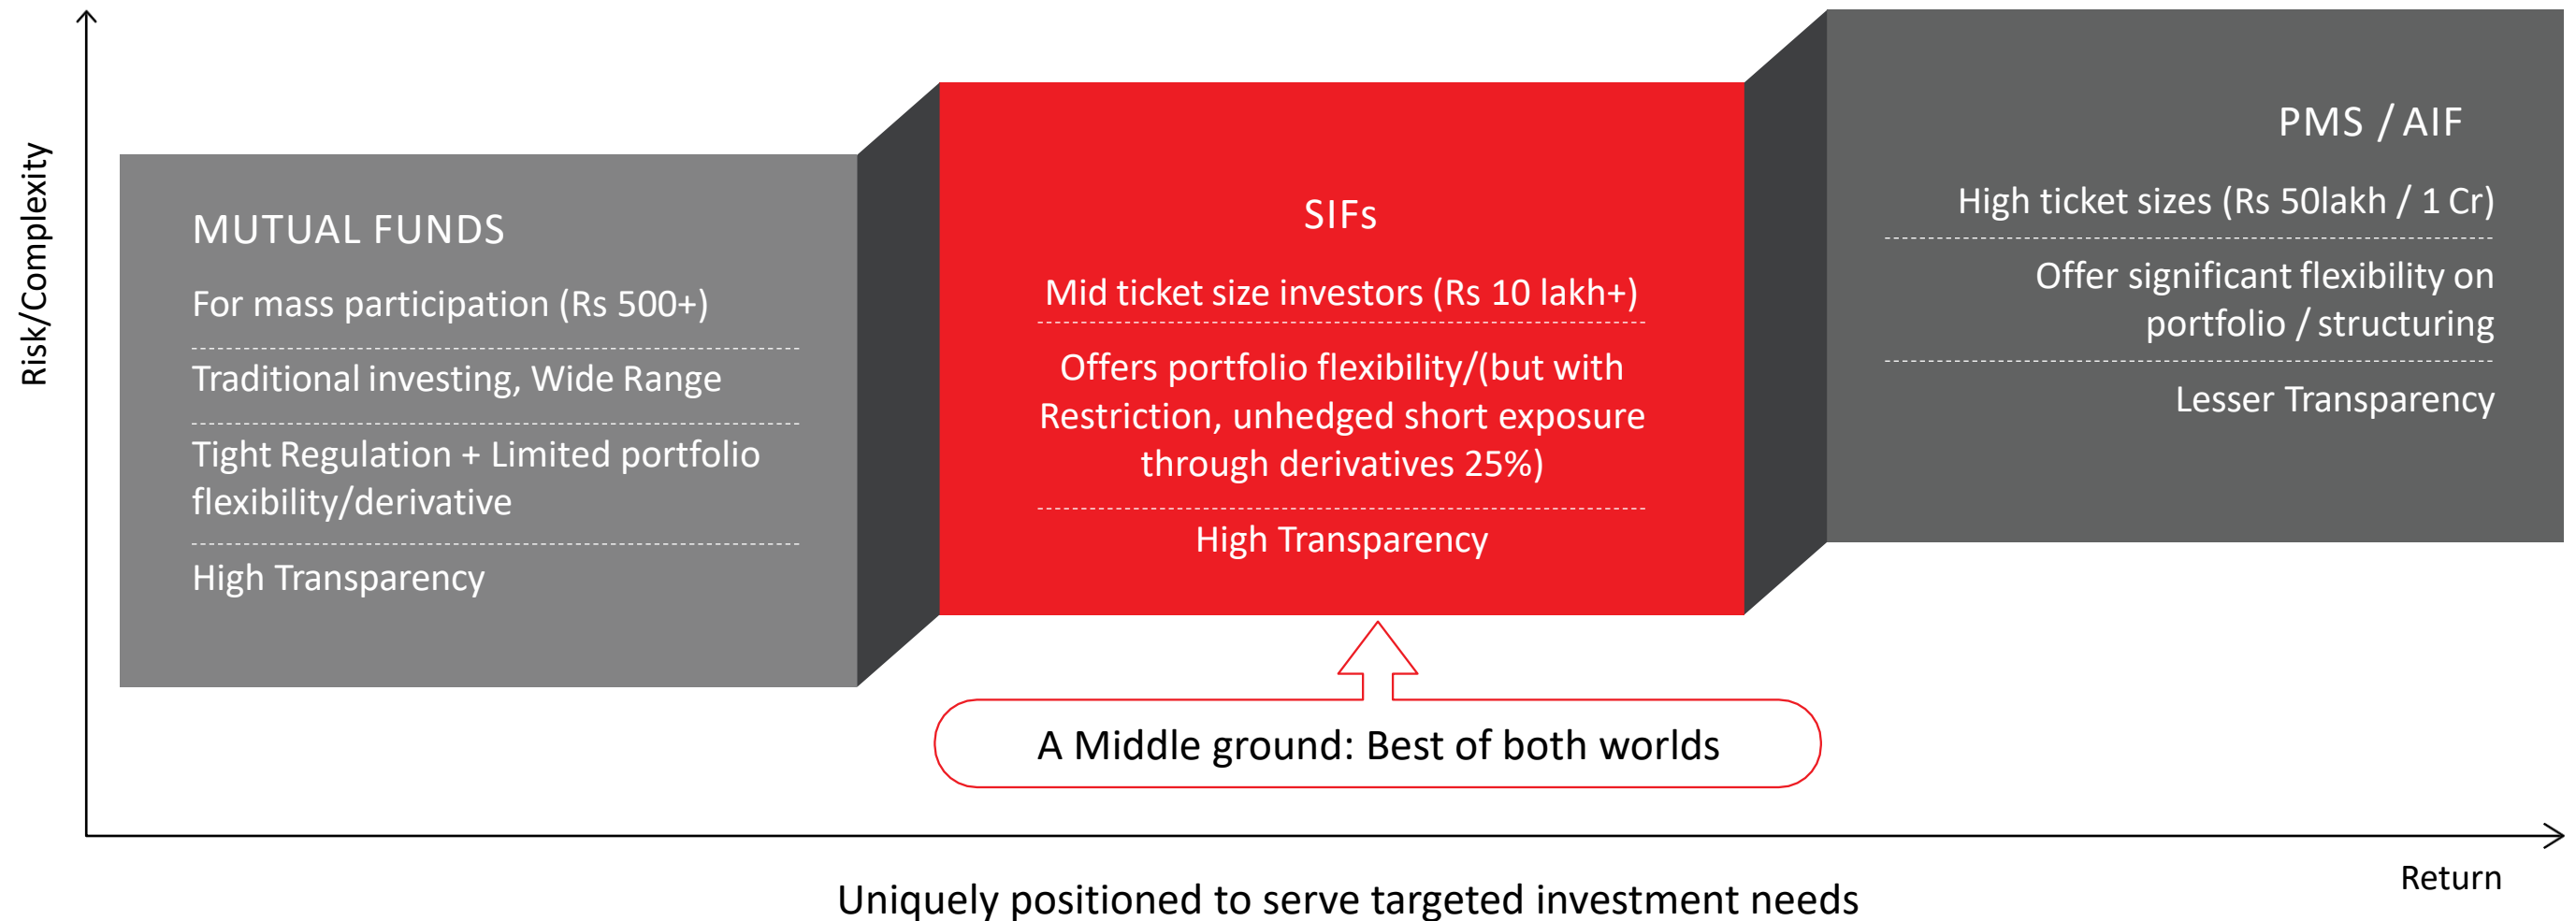 Risk/Complexity
MUTUAL FUNDS
For mass participation (Rs 500+)
Traditional investing, Wide Range
Tight Regulation + Limited portfolio
flexibility/derivative
High Transparency
SIFs
Mid ticket size investors (Rs 10 lakh+)
Offers portfolio flexibility/(but with
Restriction, unhedged short exposure
through derivatives 25%)
High Transparency
PMS / AIF
High ticket sizes (Rs 50lakh / 1 Cr)
Offer significant flexibility on
portfolio / structuring
Lesser Transparency
A Middle ground: Best of both worlds
Return
Uniquely positioned to serve targeted investment needs